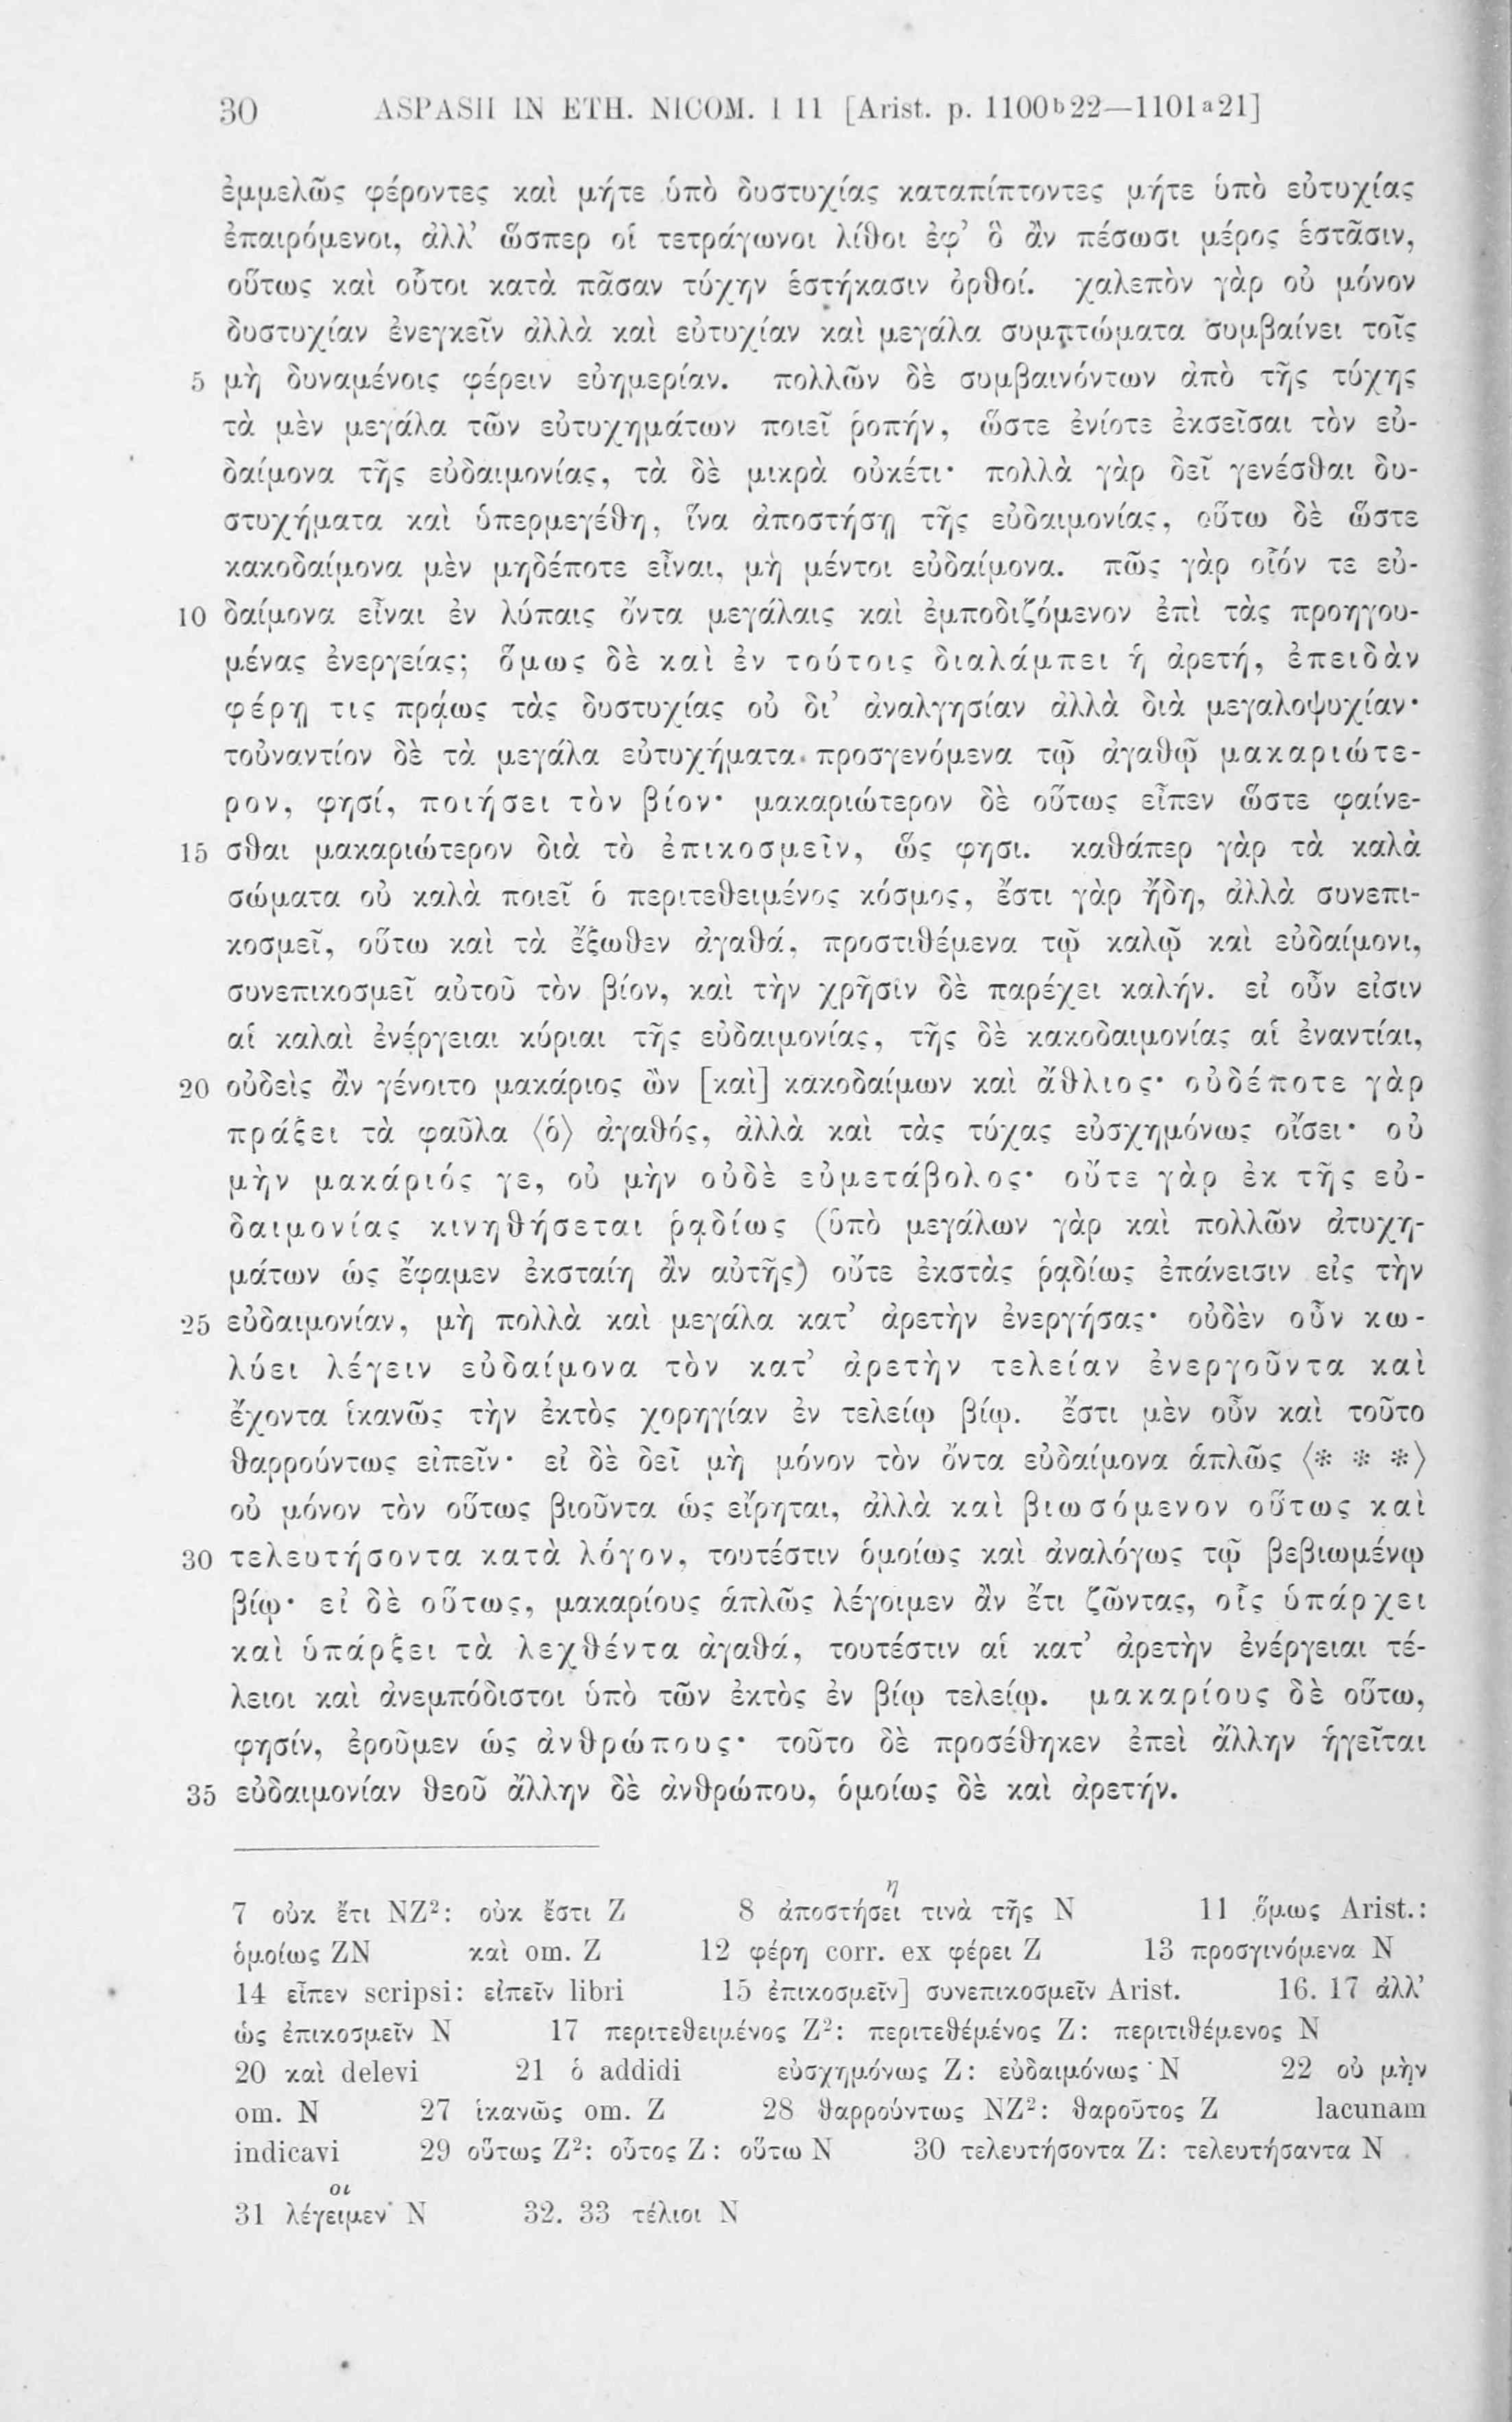 30 ASPASII IN ETH. NICOM. I 11 [Arist. p. 1100b22—1101a21]
ἐμμελῶς φέροντες καὶ μήτε ὑπὸ δυστυχίας καταπίπτοντες μήτε ὑπὸ εὐτυχίας
ἐπαιρόμενοι, ἀλλ’ ὥσπερ οἱ τετράγωνοι λίθοι ἐφ’ ὃ ἂν πέσωσι μέρος ἑστᾶσιν,
οὕτως καὶ οὗτοι κατὰ πᾶσαν τύχην ἑστήκασιν ὀρθοί. χαλεπὸν γὰρ οὐ μόνον
δυστυχίαν ἐνεγκεῖν ἀλλὰ καὶ εὐτυχίαν καὶ μεγάλα συμπτώματα συμβαίνει τοῖς
5 μὴ δυναμένοις φέρειν εὐημερίαν. πολλῶν δὲ συμβαινόντων ἀπὸ τῆς τύχης
τὰ μὲν μεγάλα τῶν εὐτυχημάτων ποιεῖ ῥοπήν, ὥστε ἐνίοτε ἐκσεῖσαι τὸν εὐ-
δαίμονα τῆς εὐδαιμονίας, τὰ δὲ μικρὰ οὐκέτι· πολλὰ γὰρ δεῖ γενέσθαι δυ-
στυχήματα καὶ ὑπερμεγέθη, ἵνα ἀποστήσῃ τῆς εὐδαιμονίας, οὕτω δὲ ὥστε
κακοδαίμονα μὲν μηδέποτε εἶναι, μὴ μέντοι εὐδαίμονα. πῶς γὰρ οἷόν τε εὐ-
10 δαίμονα εἶναι ἐν λύπαις ὄντα μεγάλαις καὶ ἐμποδιζόμενον ἐπὶ τὰς προηγου-
μένας ἐνεργείας; ὅμως δὲ καὶ ἐν τούτοις διαλάμπει ἡ ἀρετή, ἐπειδὰν
φέρῃ τις πράως τὰς δυστυχίας οὐ δι’ ἀναλγησίαν ἀλλὰ διὰ μεγαλοψυχίαν·
τοὐναντίον δὲ τὰ μεγάλα εὐτυχήματα προσγενόμενα τῷ ἀγαθῷ μακαριώτε-
ρον, φησί, ποιήσει τὸν βίον· μακαριώτερον δὲ οὕτως εἶπεν ὥστε φαίνε-
15 σθαι μακαριώτερον διὰ τὸ ἐπικοσμεῖν, ὥς φησι. καθάπερ γὰρ τὰ καλὰ
σώματα οὐ καλὰ ποιεῖ ὁ περιτεθειμένος κόσμος, ἔστι γὰρ ἤδη, ἀλλὰ συνεπι-
κοσμεῖ, οὕτω καὶ τὰ ἔξωθεν ἀγαθά, προστιθέμενα τῷ καλῷ καὶ εὐδαίμονι,
συνεπικοσμεῖ αὐτοῦ τὸν βίον, καὶ τὴν χρῆσιν δὲ παρέχει καλήν. εἰ οὖν εἰσιν
αἱ καλαὶ ἐνέργειαι κύριαι τῆς εὐδαιμονίας, τῆς δὲ κακοδαιμονίας αἱ ἐναντίαι,
20 οὐδεὶς ἂν γένοιτο μακάριος ὢν [καὶ] κακοδαίμων καὶ ἄθλιος· οὐδέποτε γὰρ
πράξει τὰ φαῦλα ⟨ὁ⟩ ἀγαθός, ἀλλὰ καὶ τὰς τύχας εὐσχημόνως οἴσει· οὐ
μὴν μακάριός γε, οὐ μὴν οὐδὲ εὐμετάβολος· οὔτε γὰρ ἐκ τῆς εὐ-
δαιμονίας κινηθήσεται ῥᾳδίως (ὑπὸ μεγάλων γὰρ καὶ πολλῶν ἀτυχη-
μάτων ὡς ἔφαμεν ἐκσταίη ἂν αὐτῆς) οὔτε ἐκστὰς ῥᾳδίως ἐπάνεισιν εἰς τὴν
25 εὐδαιμονίαν, μὴ πολλὰ καὶ μεγάλα κατ’ ἀρετὴν ἐνεργήσας· οὐδὲν οὖν κω-
λύει λέγειν εὐδαίμονα τὸν κατ’ ἀρετὴν τελείαν ἐνεργοῦντα καὶ
ἔχοντα ἱκανῶς τὴν ἐκτὸς χορηγίαν ἐν τελείῳ βίῳ. ἔστι μὲν οὖν καὶ τοῦτο
θαρρούντως εἰπεῖν· εἰ δὲ δεῖ μὴ μόνον τὸν ὄντα εὐδαίμονα ἁπλῶς ⟨* * *⟩
οὐ μόνον τὸν οὕτως βιοῦντα ὡς εἴρηται, ἀλλὰ καὶ βιωσόμενον οὕτως καὶ
30 τελευτήσοντα κατὰ λόγον, τουτέστιν ὁμοίως καὶ ἀναλόγως τῷ βεβιωμένῳ
βίῳ· εἰ δὲ οὕτως, μακαρίους ἁπλῶς λέγοιμεν ἂν ἔτι ζῶντας, οἷς ὑπάρχει
καὶ ὑπάρξει τὰ λεχθέντα ἀγαθά, τουτέστιν αἱ κατ’ ἀρετὴν ἐνέργειαι τέ-
λειοι καὶ ἀνεμπόδιστοι ὑπὸ τῶν ἐκτὸς ἐν βίῳ τελείῳ. μακαρίους δὲ οὕτω,
φησίν, ἐροῦμεν ὡς ἀνθρώπους· τοῦτο δὲ προσέθηκεν ἐπεὶ ἄλλην ἡγεῖται
35 εὐδαιμονίαν θεοῦ ἄλλην δὲ ἀνθρώπου, ὁμοίως δὲ καὶ ἀρετήν.
η
7 οὐκ ἔτι NZ²: οὐκ ἔστι Z 8 ἀποστήσει τινὰ τῆς N 11 ὅμως Arist.:
ὁμοίως ZN καὶ om. Z 12 φέρη corr. ex φέρει Z 13 προσγινόμενα N
14 εἶπεν scripsi: εἰπεῖν libri 15 ἐπικοσμεῖν] συνεπικοσμεῖν Arist. 16. 17 ἀλλ’
ὡς ἐπικοσμεῖν N 17 περιτεθειμένος Z²: περιτεθέμένος Z: περιτιθέμενος N
20 καὶ delevi 21 ὁ addidi εὐσχημόνως Z: εὐδαιμόνως N 22 οὐ μὴν
om. N 27 ἱκανῶς om. Z 28 θαρρούντως NZ²: θαροῦτος Z lacunam
indicavi 29 οὕτως Z²: οὗτος Z: οὕτω N 30 τελευτήσοντα Z: τελευτήσαντα N
οι
31 λέγειμεν N 32. 33 τέλιοι N